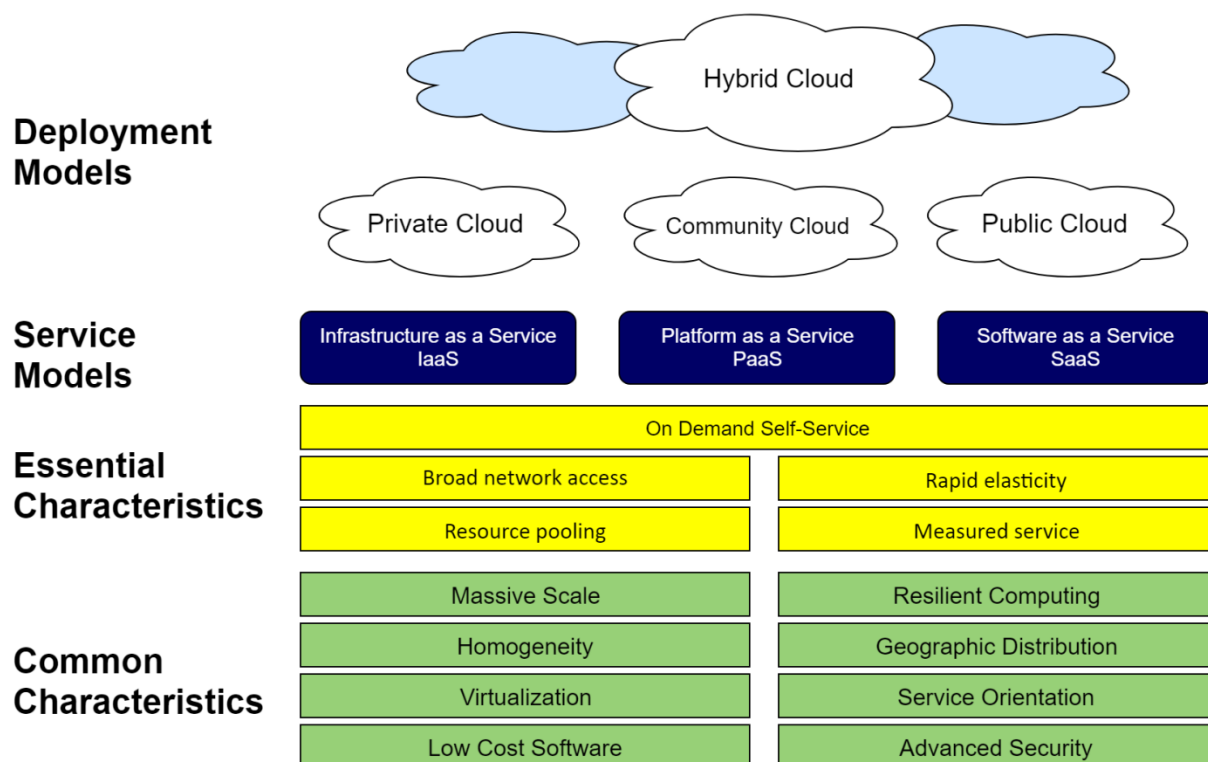 Hybrid Cloud
Deployment
Models
Private Cloud
Community Cloud
Public Cloud
Service
Models
Infrastructure as a Service
IaaS
Platform as a Service
PaaS
Software as a Service
SaaS
Essential
Characteristics
On Demand Self-Service
Broad network access
Rapid elasticity
Resource pooling
Measured service
Common
Characteristics
Massive Scale
Resilient Computing
Homogeneity
Geographic Distribution
Virtualization
Service Orientation
Low Cost Software
Advanced Security